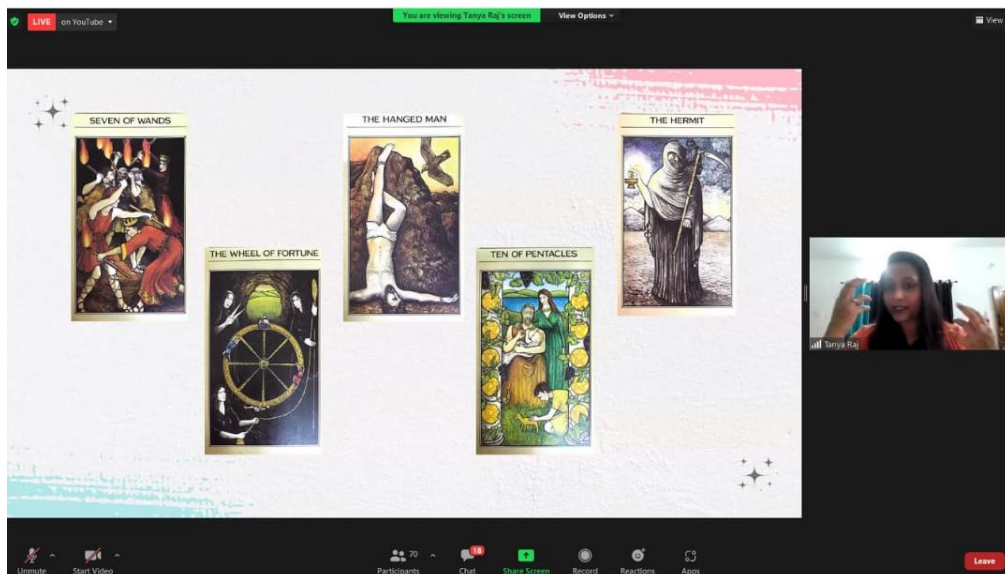 LIVE on YouTube
You are viewing Tanya Raj's screen
View Options
View
SEVEN OF WANDS
THE HANGED MAN
THE HERMIT
THE WHEEL OF FORTUNE
TEN OF PENTACLES
Tanya Raj
Unmute
Start Video
70
Participants
18
Chat
Share Screen
Record
Reactions
Apps
Leave